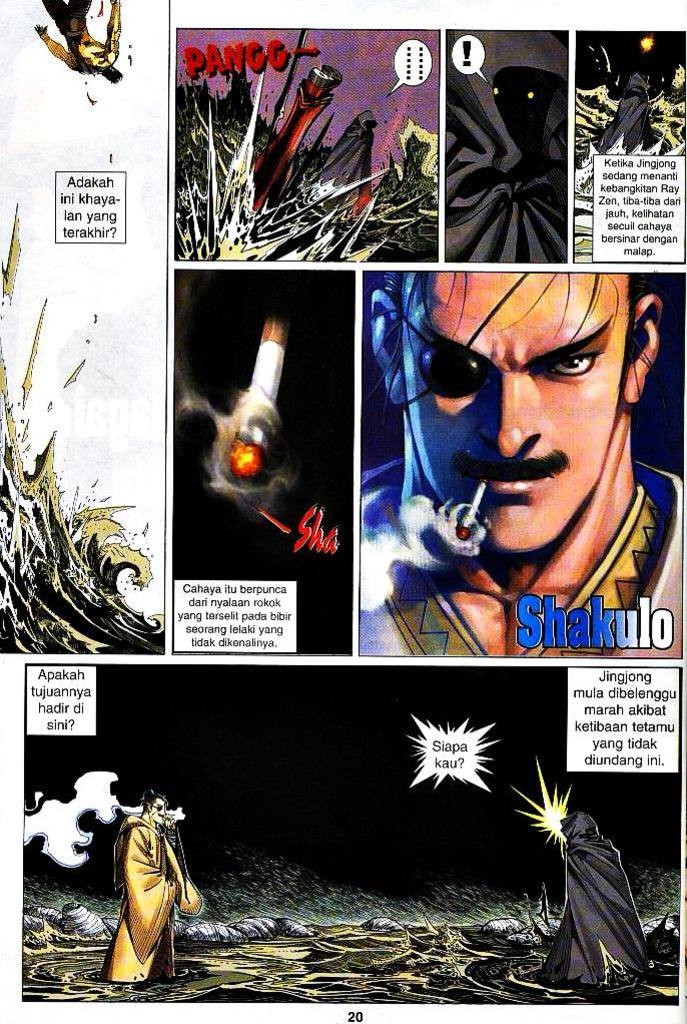 Adakah
ini khaya-
lan yang
terakhir?
PANGG
!
Ketika Jingjong
sedang menanti
kebangkitan Ray
Zen, tiba-tiba dari
jauh, kelihatan
secuil cahaya
bersinar dengan
malap.
Sha
Cahaya itu berpunca
dari nyalaan rokok
yang terselit pada bibir
seorang lelaki yang
tidak dikenalinya.
Shakulo
Apakah
tujuannya
hadir di
sini?
Siapa
kau?
Jingjong
mula dibelenggu
marah akibat
ketibaan tetamu
yang tidak
diundang ini.
20